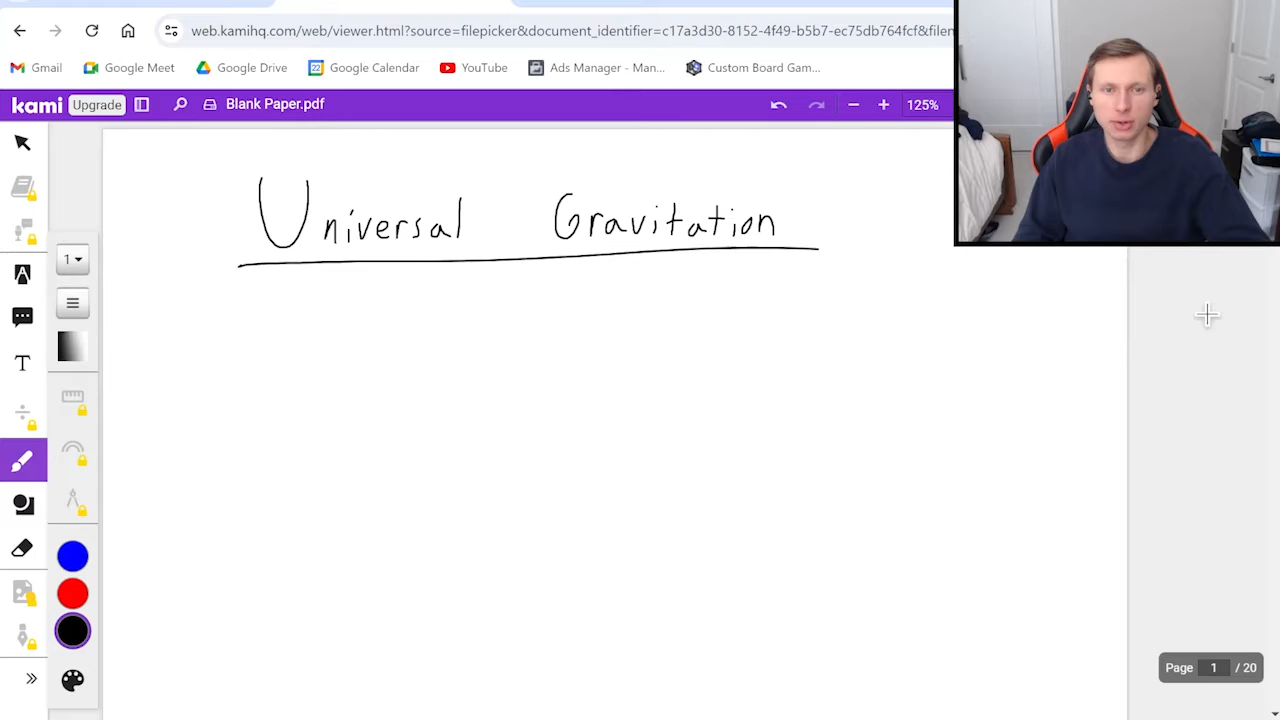 web.kamihq.com/web/viewer.html?source=filepicker&document_identifier=c17a3d30-8152-4f49-b5b7-ec75db764fcf&filen
Gmail Google Meet Google Drive 22 Google Calendar YouTube Ads Manager - Man... Custom Board Gam...
kami Upgrade Blank Paper.pdf 125%
Universal Gravitation
1
A
T
Page 1 / 20